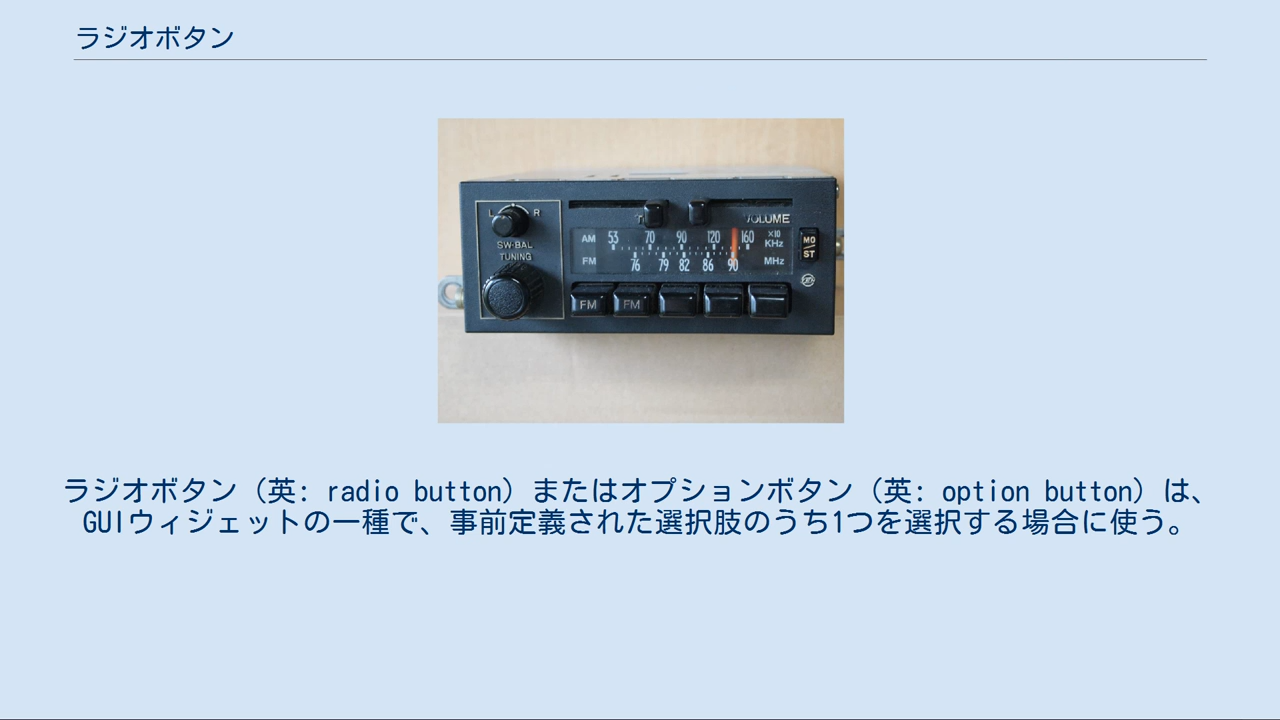 ラジオボタン
L R
VOLUME
SW-BAL
TUNING
AM 53 70 90 120 160 ×10 KHz
FM 76 79 82 86 90 MHz
MO
ST
FM FM
ラジオボタン（英: radio button）またはオプションボタン（英: option button）は、
GUIウィジェットの一種で、事前定義された選択肢のうち1つを選択する場合に使う。